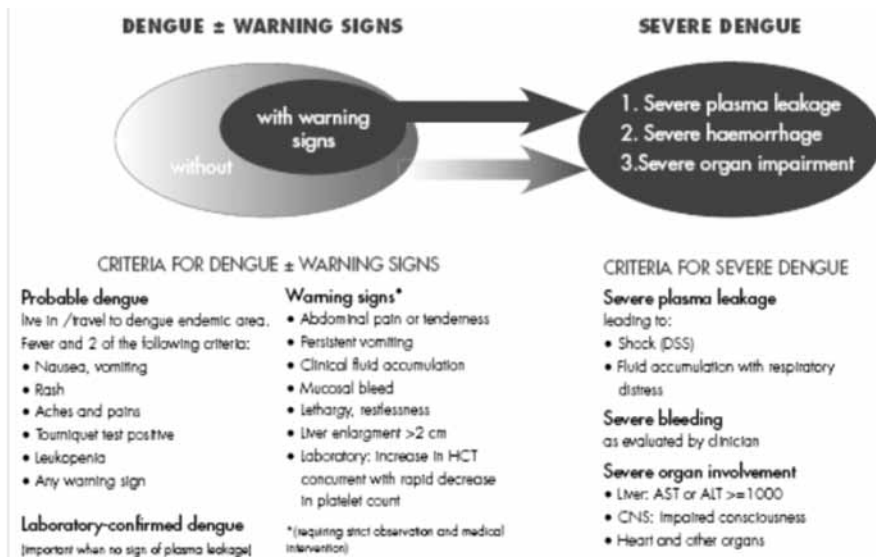 DENGUE ± WARNING SIGNS
SEVERE DENGUE
with warning
signs
without
1. Severe plasma leakage
2. Severe haemorrhage
3.Severe organ impairment
CRITERIA FOR DENGUE ± WARNING SIGNS
Probable dengue
live in /travel to dengue endemic area.
Fever and 2 of the following criteria:
• Nausea, vomiting
• Rash
• Aches and pains
• Tourniquet test positive
• Leukopenia
• Any warning sign
Laboratory-confirmed dengue
(important when no sign of plasma leakage)
Warning signs*
• Abdominal pain or tenderness
• Persistent vomiting
• Clinical fluid accumulation
• Mucosal bleed
• Lethargy, restlessness
• Liver enlargment >2 cm
• Laboratory: increase in HCT
concurrent with rapid decrease
in platelet count
*(requiring strict observation and medical
intervention)
CRITERIA FOR SEVERE DENGUE
Severe plasma leakage
leading to:
• Shock (DSS)
• Fluid accumulation with respiratory
distress
Severe bleeding
as evaluated by clinician
Severe organ involvement
• Liver: AST or ALT >=1000
• CNS: Impaired consciousness
• Heart and other organs